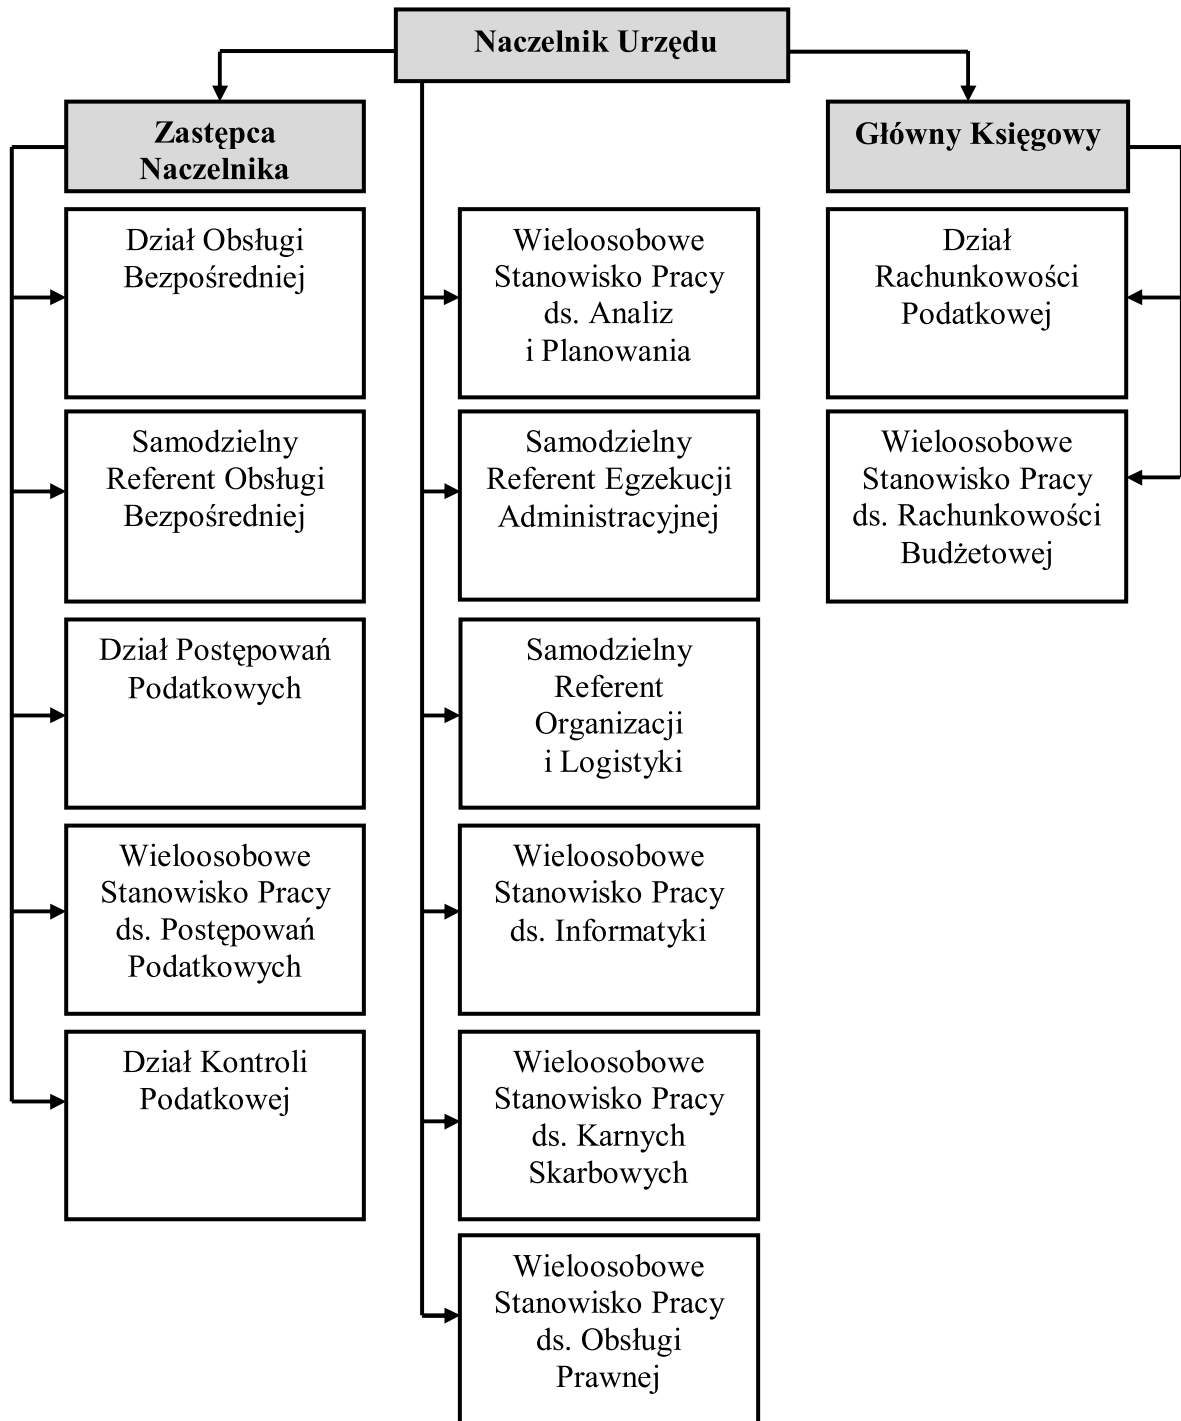 Naczelnik Urzędu
Zastępca
Naczelnika
Główny Księgowy
Dział Obsługi
Bezpośredniej
Samodzielny
Referent Obsługi
Bezpośredniej
Dział Postępowań
Podatkowych
Wieloosobowe
Stanowisko Pracy
ds. Postępowań
Podatkowych
Dział Kontroli
Podatkowej
Wieloosobowe
Stanowisko Pracy
ds. Analiz
i Planowania
Samodzielny
Referent Egzekucji
Administracyjnej
Samodzielny
Referent
Organizacji
i Logistyki
Wieloosobowe
Stanowisko Pracy
ds. Informatyki
Wieloosobowe
Stanowisko Pracy
ds. Karnych
Skarbowych
Wieloosobowe
Stanowisko Pracy
ds. Obsługi
Prawnej
Dział
Rachunkowości
Podatkowej
Wieloosobowe
Stanowisko Pracy
ds. Rachunkowości
Budżetowej